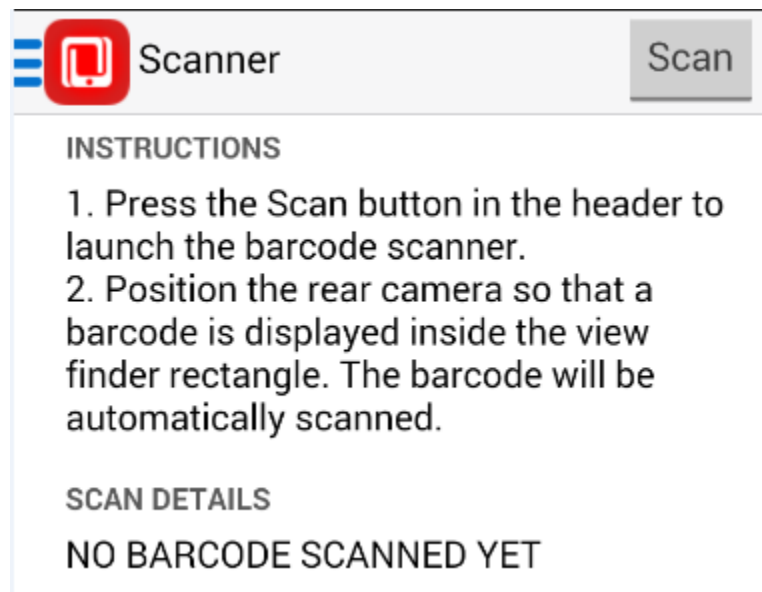 Scanner
Scan
INSTRUCTIONS
1. Press the Scan button in the header to
launch the barcode scanner.
2. Position the rear camera so that a
barcode is displayed inside the view
finder rectangle. The barcode will be
automatically scanned.
SCAN DETAILS
NO BARCODE SCANNED YET